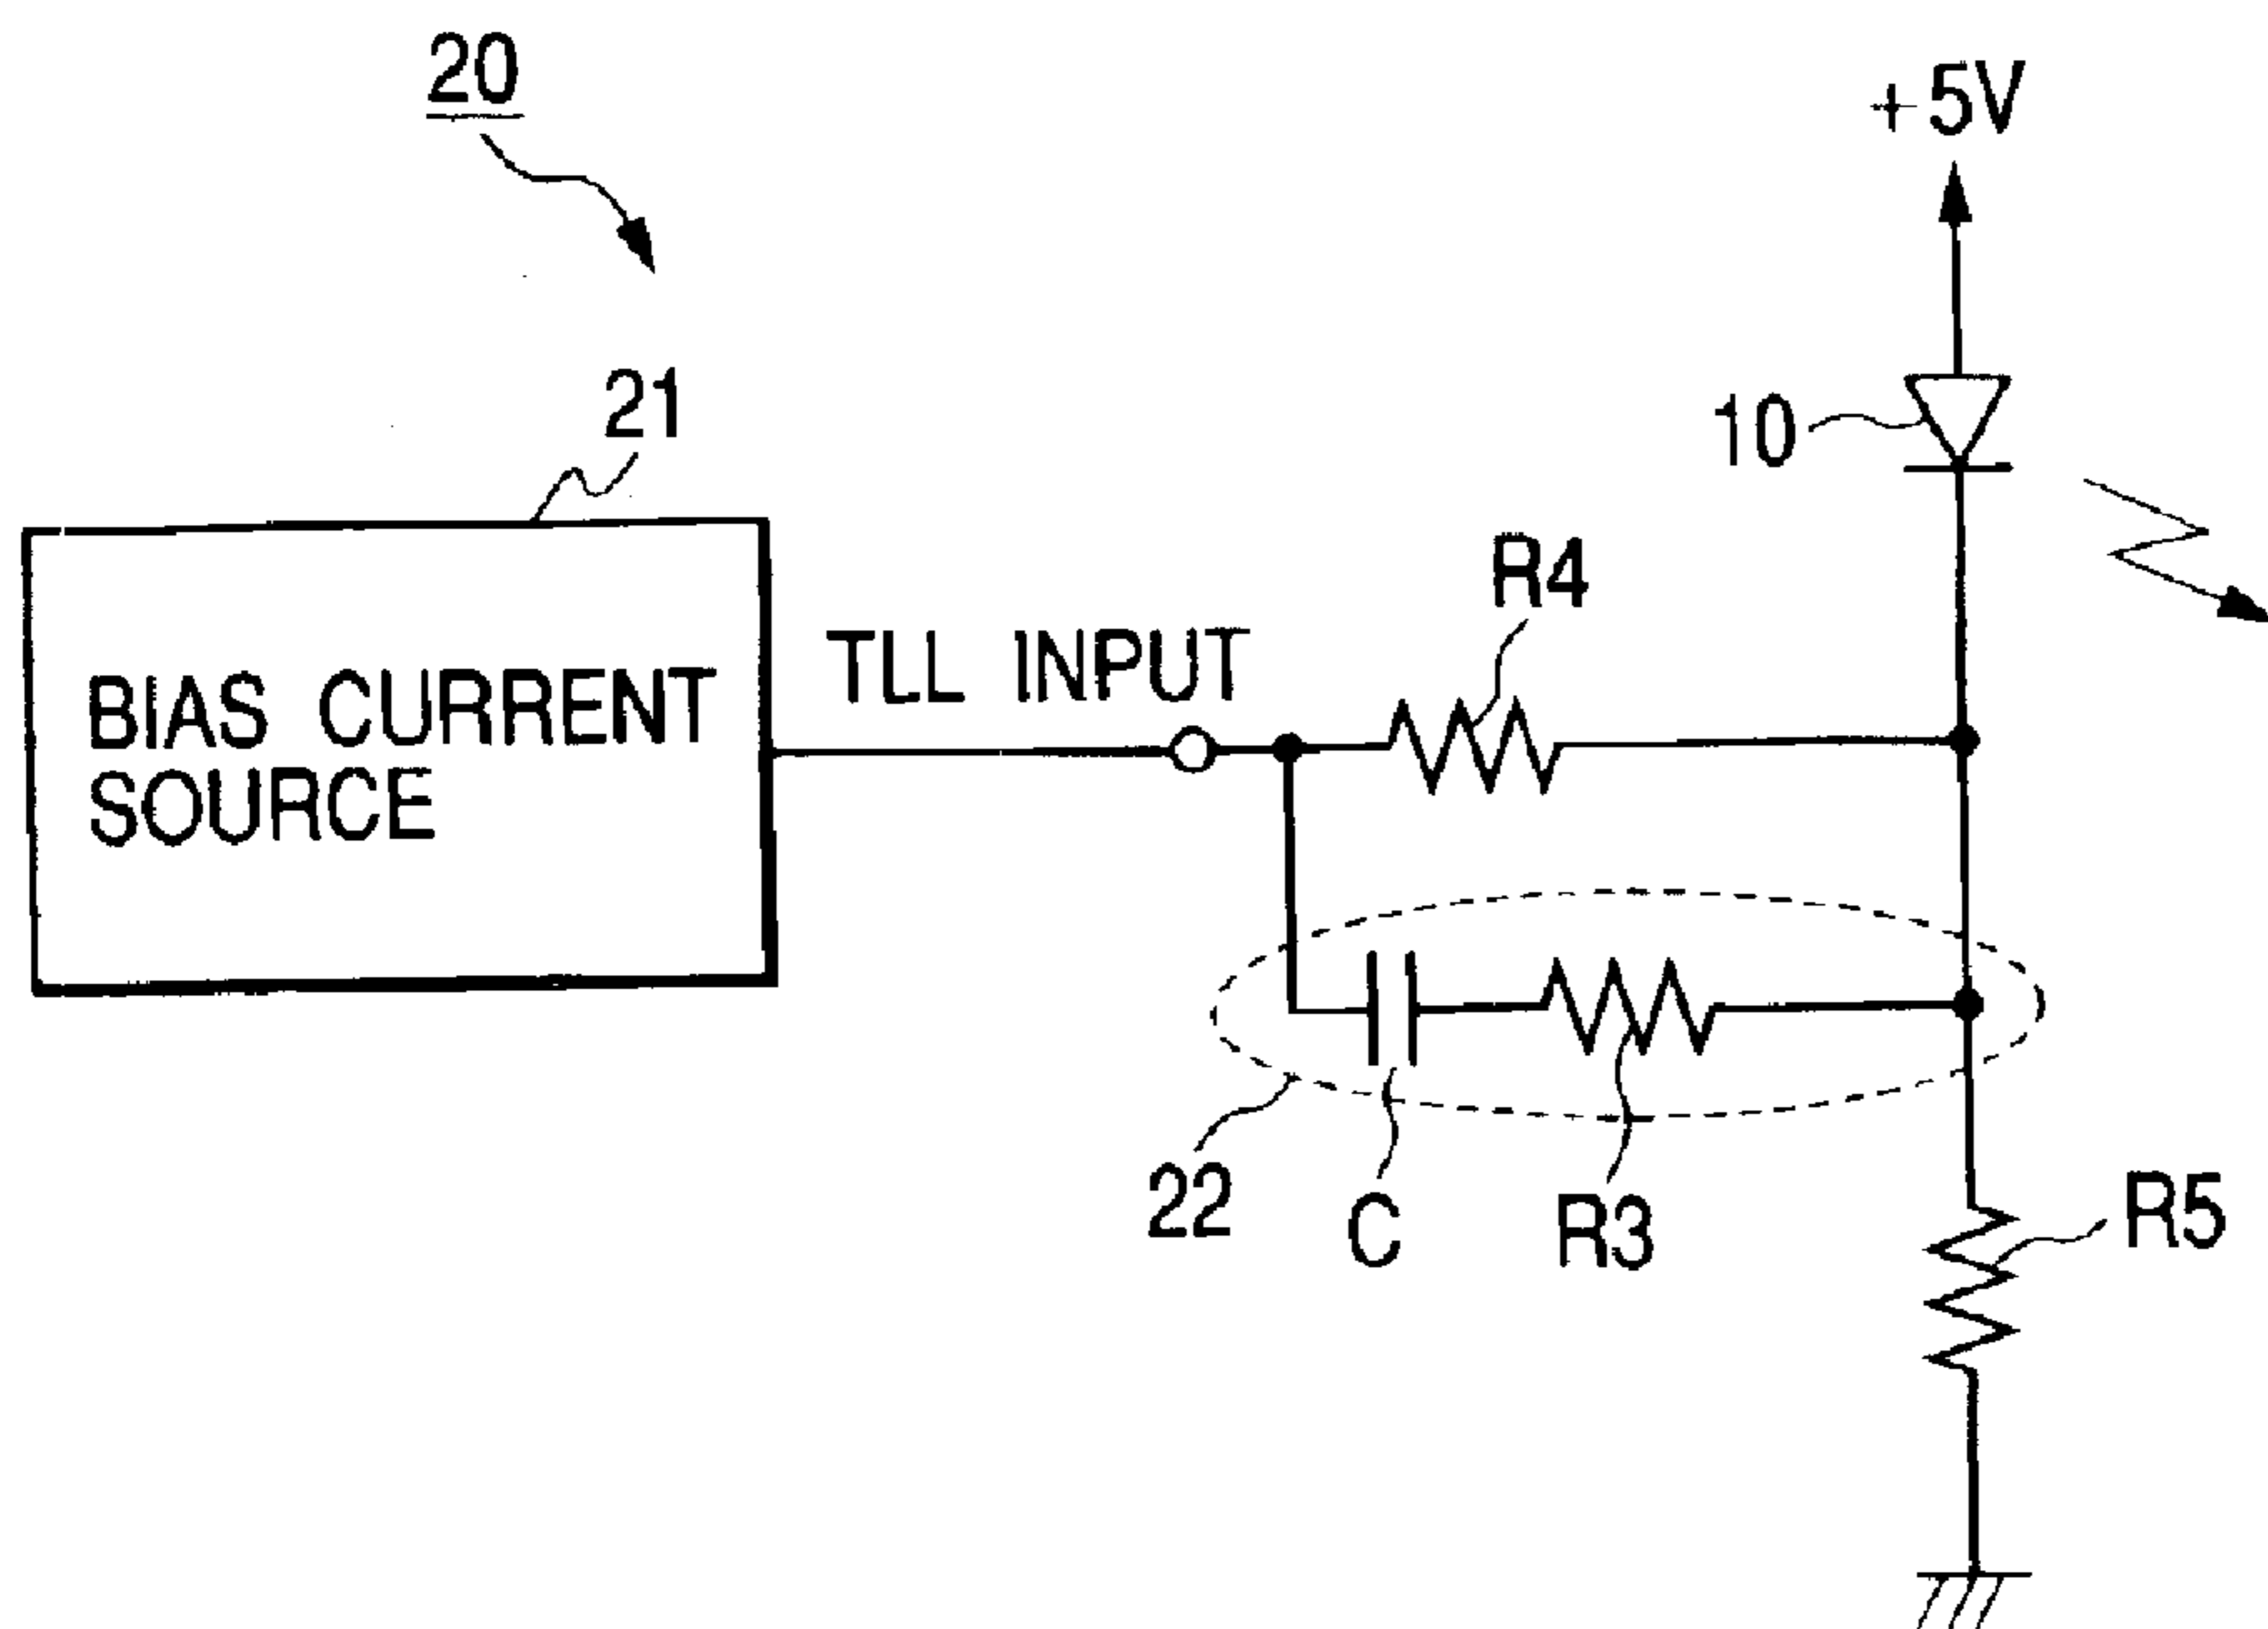 20
+5V
21
10
R4
TLL INPUT
BIAS CURRENT
SOURCE
22
C
R3
R5